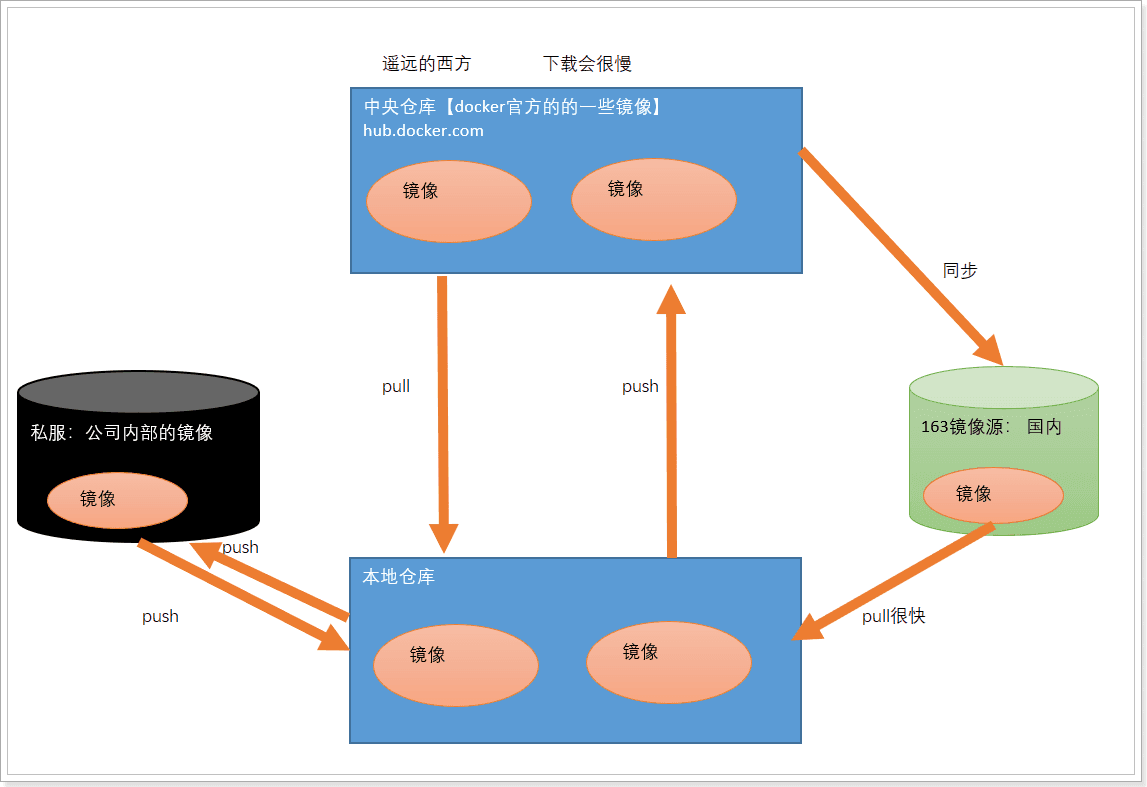 遥远的西方 下载会很慢
中央仓库【docker官方的的一些镜像】
hub.docker.com
镜像 镜像
同步
pull push
私服：公司内部的镜像
163镜像源： 国内
镜像
镜像
push
本地仓库
push
pull很快
镜像 镜像